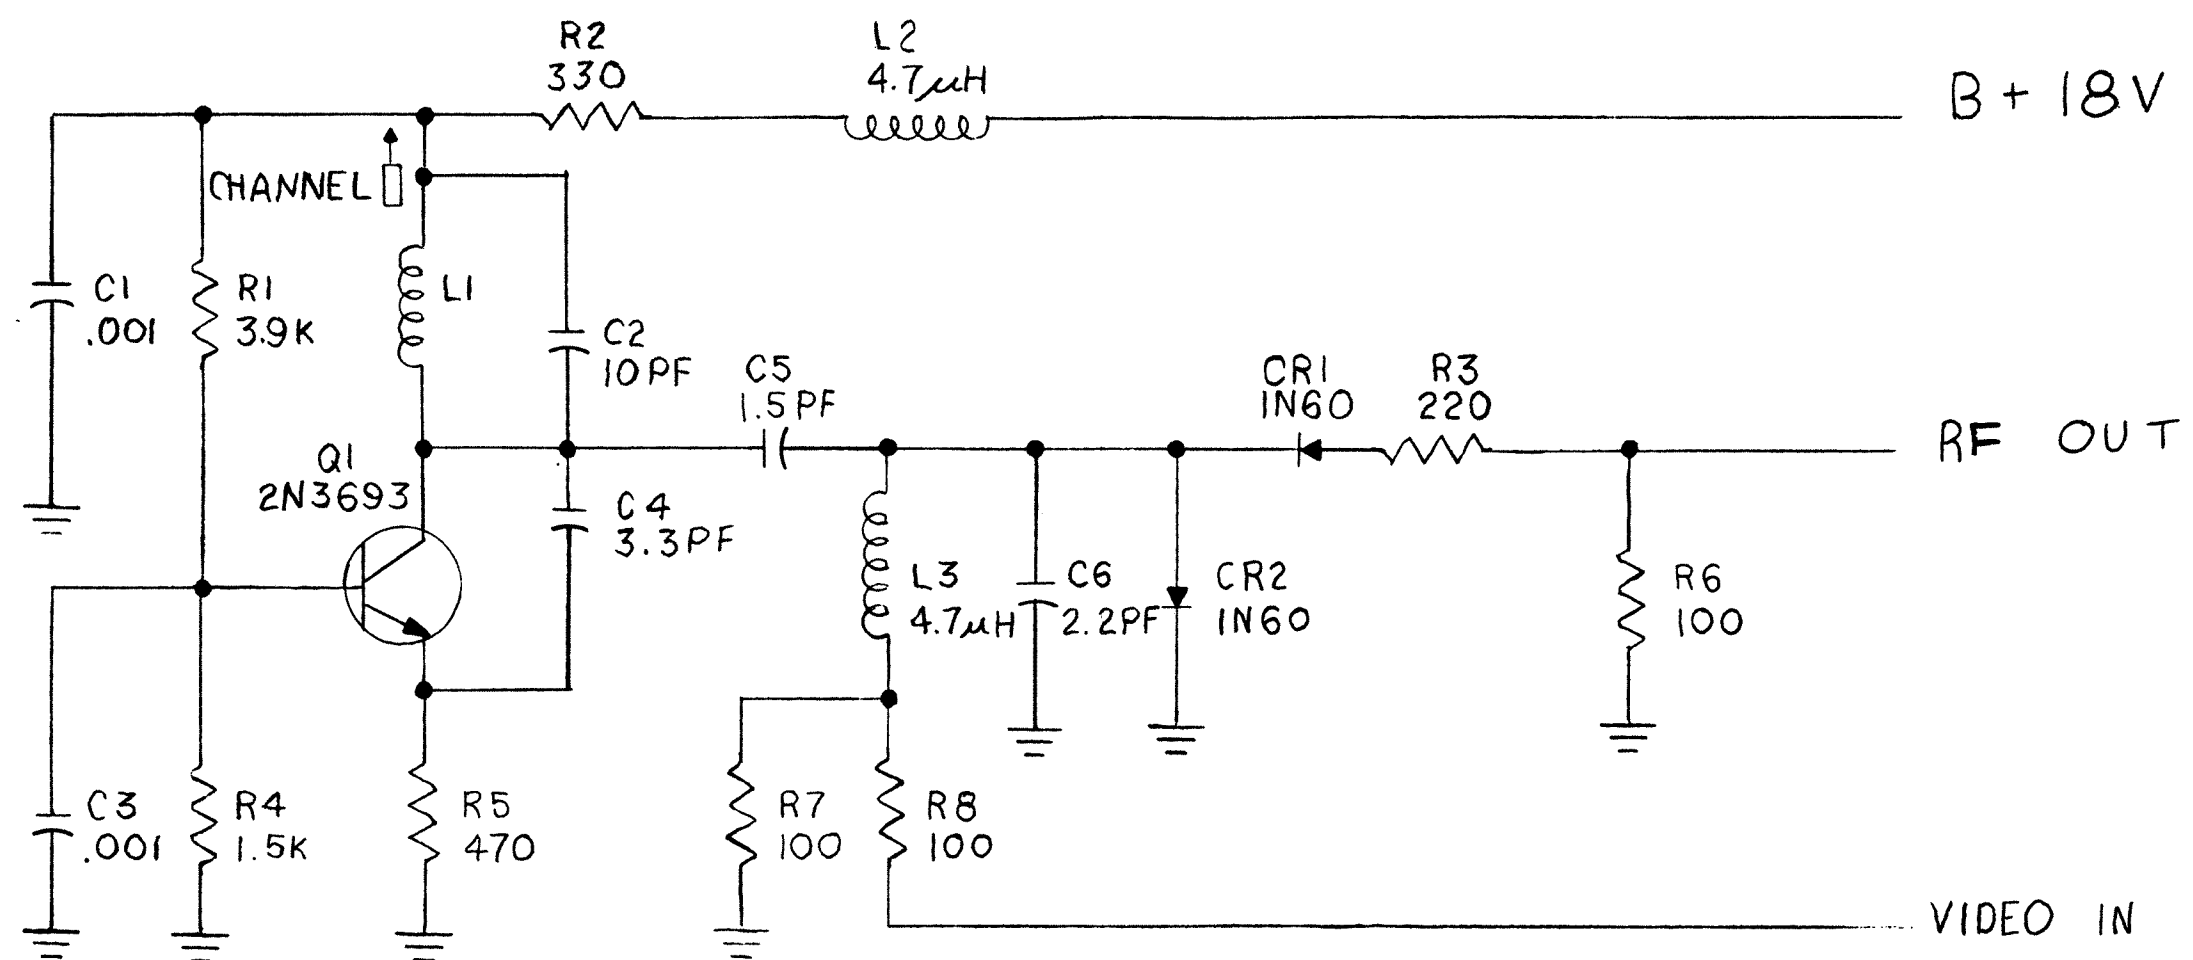 R2
330
L2
4.7μH
B + 18V
CHANNEL
C1
.001
R1
3.9K
L1
C2
10PF
C5
1.5PF
CR1
1N60
R3
220
RF OUT
Q1
2N3693
C4
3.3PF
L3
4.7μH
C6
2.2PF
CR2
1N60
R6
100
C3
.001
R4
1.5K
R5
470
R7
100
R8
100
VIDEO IN